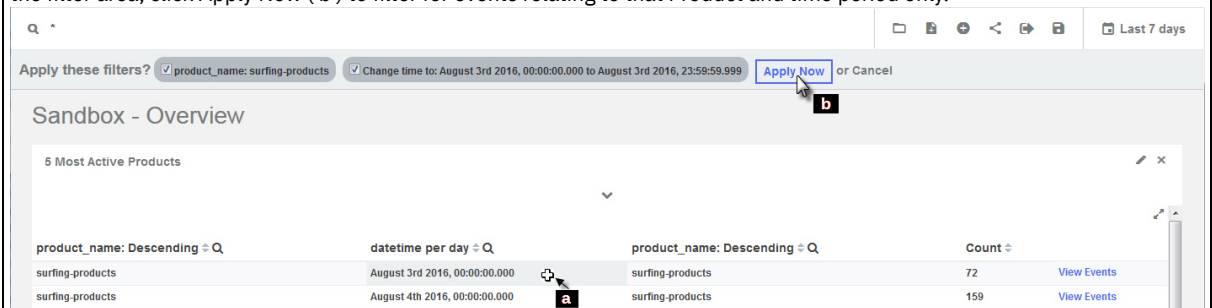 the filter area, click Apply Now (b) to filter for events relating to that Product and time period only.
*
Last 7 days
Apply these filters? product_name: surfing-products Change time to: August 3rd 2016, 00:00:00.000 to August 3rd 2016, 23:59:59.999 Apply Now or Cancel
b
Sandbox - Overview
5 Most Active Products
product_name: Descending datetime per day product_name: Descending Count
surfing-products August 3rd 2016, 00:00:00.000 surfing-products 72 View Events
a
surfing-products August 4th 2016, 00:00:00.000 surfing-products 159 View Events